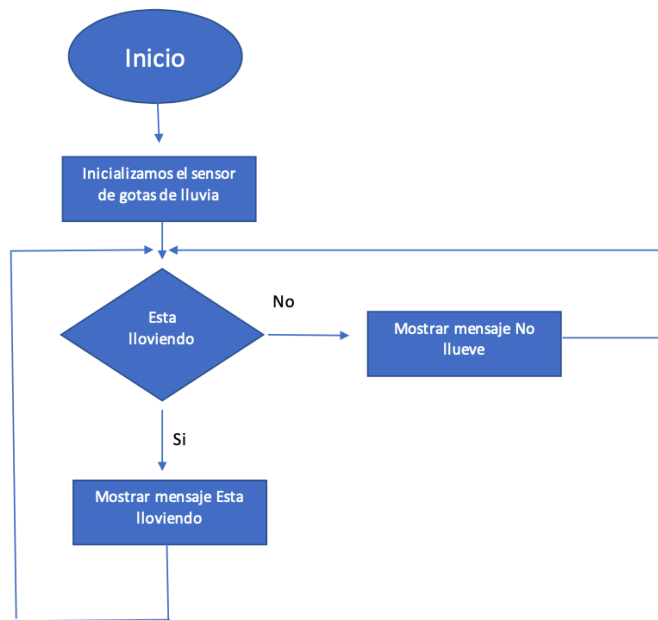 Inicio
Inicializamos el sensor
de gotas de lluvia
Esta
lloviendo
No
Mostrar mensaje No
llueve
Si
Mostrar mensaje Esta
lloviendo